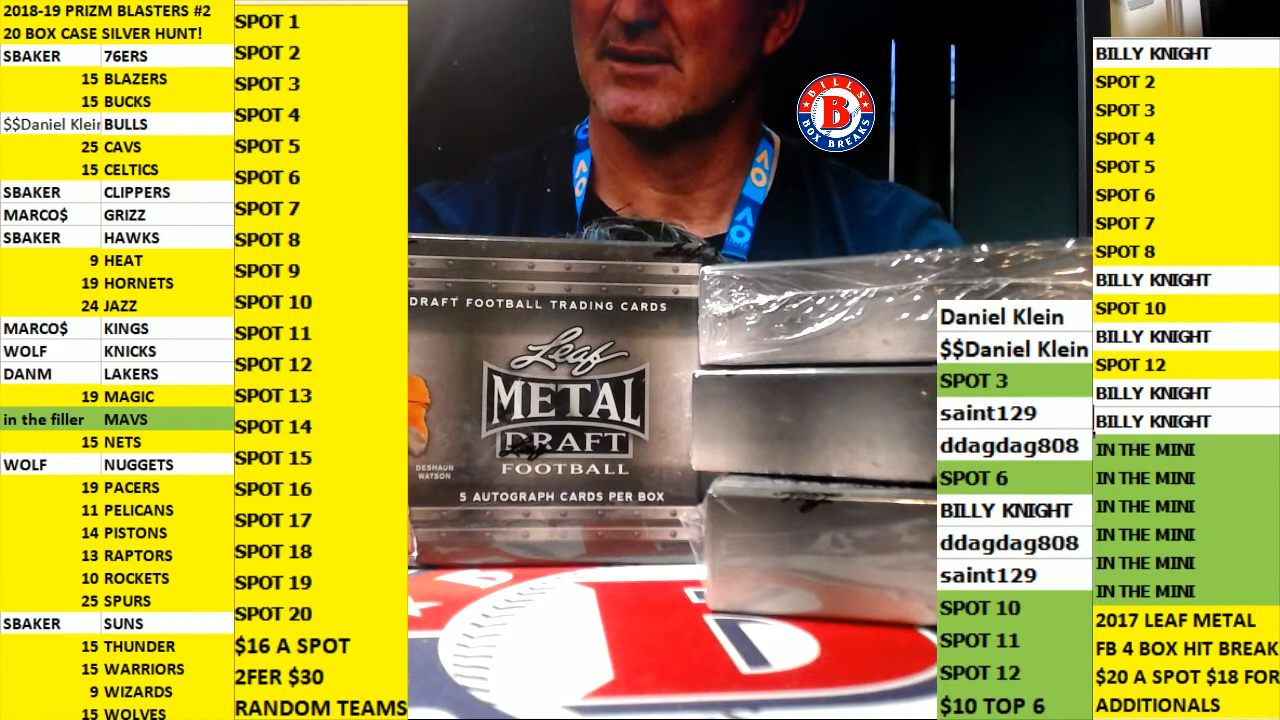 2018-19 PRIZM BLASTERS #2
20 BOX CASE SILVER HUNT!
SBAKER 76ERS
15 BLAZERS
15 BUCKS
$$Daniel Klein BULLS
25 CAVS
15 CELTICS
SBAKER CLIPPERS
MARCO$ GRIZZ
SBAKER HAWKS
9 HEAT
19 HORNETS
24 JAZZ
MARCO$ KINGS
WOLF KNICKS
DANM LAKERS
19 MAGIC
in the filler MAVS
15 NETS
WOLF NUGGETS
19 PACERS
11 PELICANS
14 PISTONS
13 RAPTORS
10 ROCKETS
25 SPURS
SBAKER SUNS
15 THUNDER
15 WARRIORS
9 WIZARDS
15 WOLVES
SPOT 1
SPOT 2
SPOT 3
SPOT 4
SPOT 5
SPOT 6
SPOT 7
SPOT 8
SPOT 9
SPOT 10
SPOT 11
SPOT 12
SPOT 13
SPOT 14
SPOT 15
SPOT 16
SPOT 17
SPOT 18
SPOT 19
SPOT 20
$16 A SPOT
2FER $30
RANDOM TEAMS
BILLS
B
BOX BREAKS
AO
AO
AO
DRAFT FOOTBALL TRADING CARDS
Leaf
METAL
DRAFT
FOOTBALL
DESHAUN
WATSON
5 AUTOGRAPH CARDS PER BOX
B
Daniel Klein
$$Daniel Klein
SPOT 3
saint129
ddagdag808
SPOT 6
BILLY KNIGHT
ddagdag808
saint129
SPOT 10
SPOT 11
SPOT 12
$10 TOP 6
BILLY KNIGHT
SPOT 2
SPOT 3
SPOT 4
SPOT 5
SPOT 6
SPOT 7
SPOT 8
BILLY KNIGHT
SPOT 10
BILLY KNIGHT
SPOT 12
BILLY KNIGHT
BILLY KNIGHT
IN THE MINI
IN THE MINI
IN THE MINI
IN THE MINI
IN THE MINI
IN THE MINI
2017 LEAF METAL
FB 4 BOX HIT BREAK
$20 A SPOT $18 FOR
ADDITIONALS